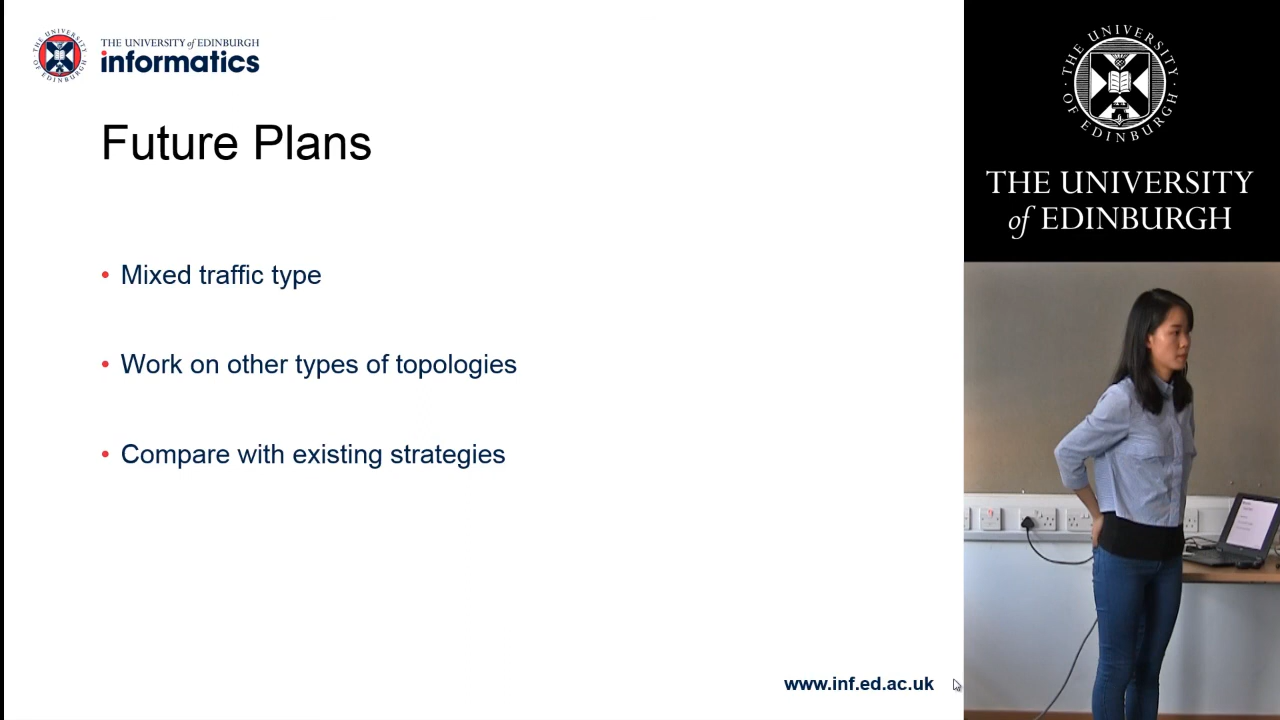 THE UNIVERSITY of EDINBURGH
informatics
Future Plans
• Mixed traffic type
• Work on other types of topologies
• Compare with existing strategies
www.inf.ed.ac.uk
THE UNIVERSITY OF EDINBURGH
THE UNIVERSITY
of EDINBURGH